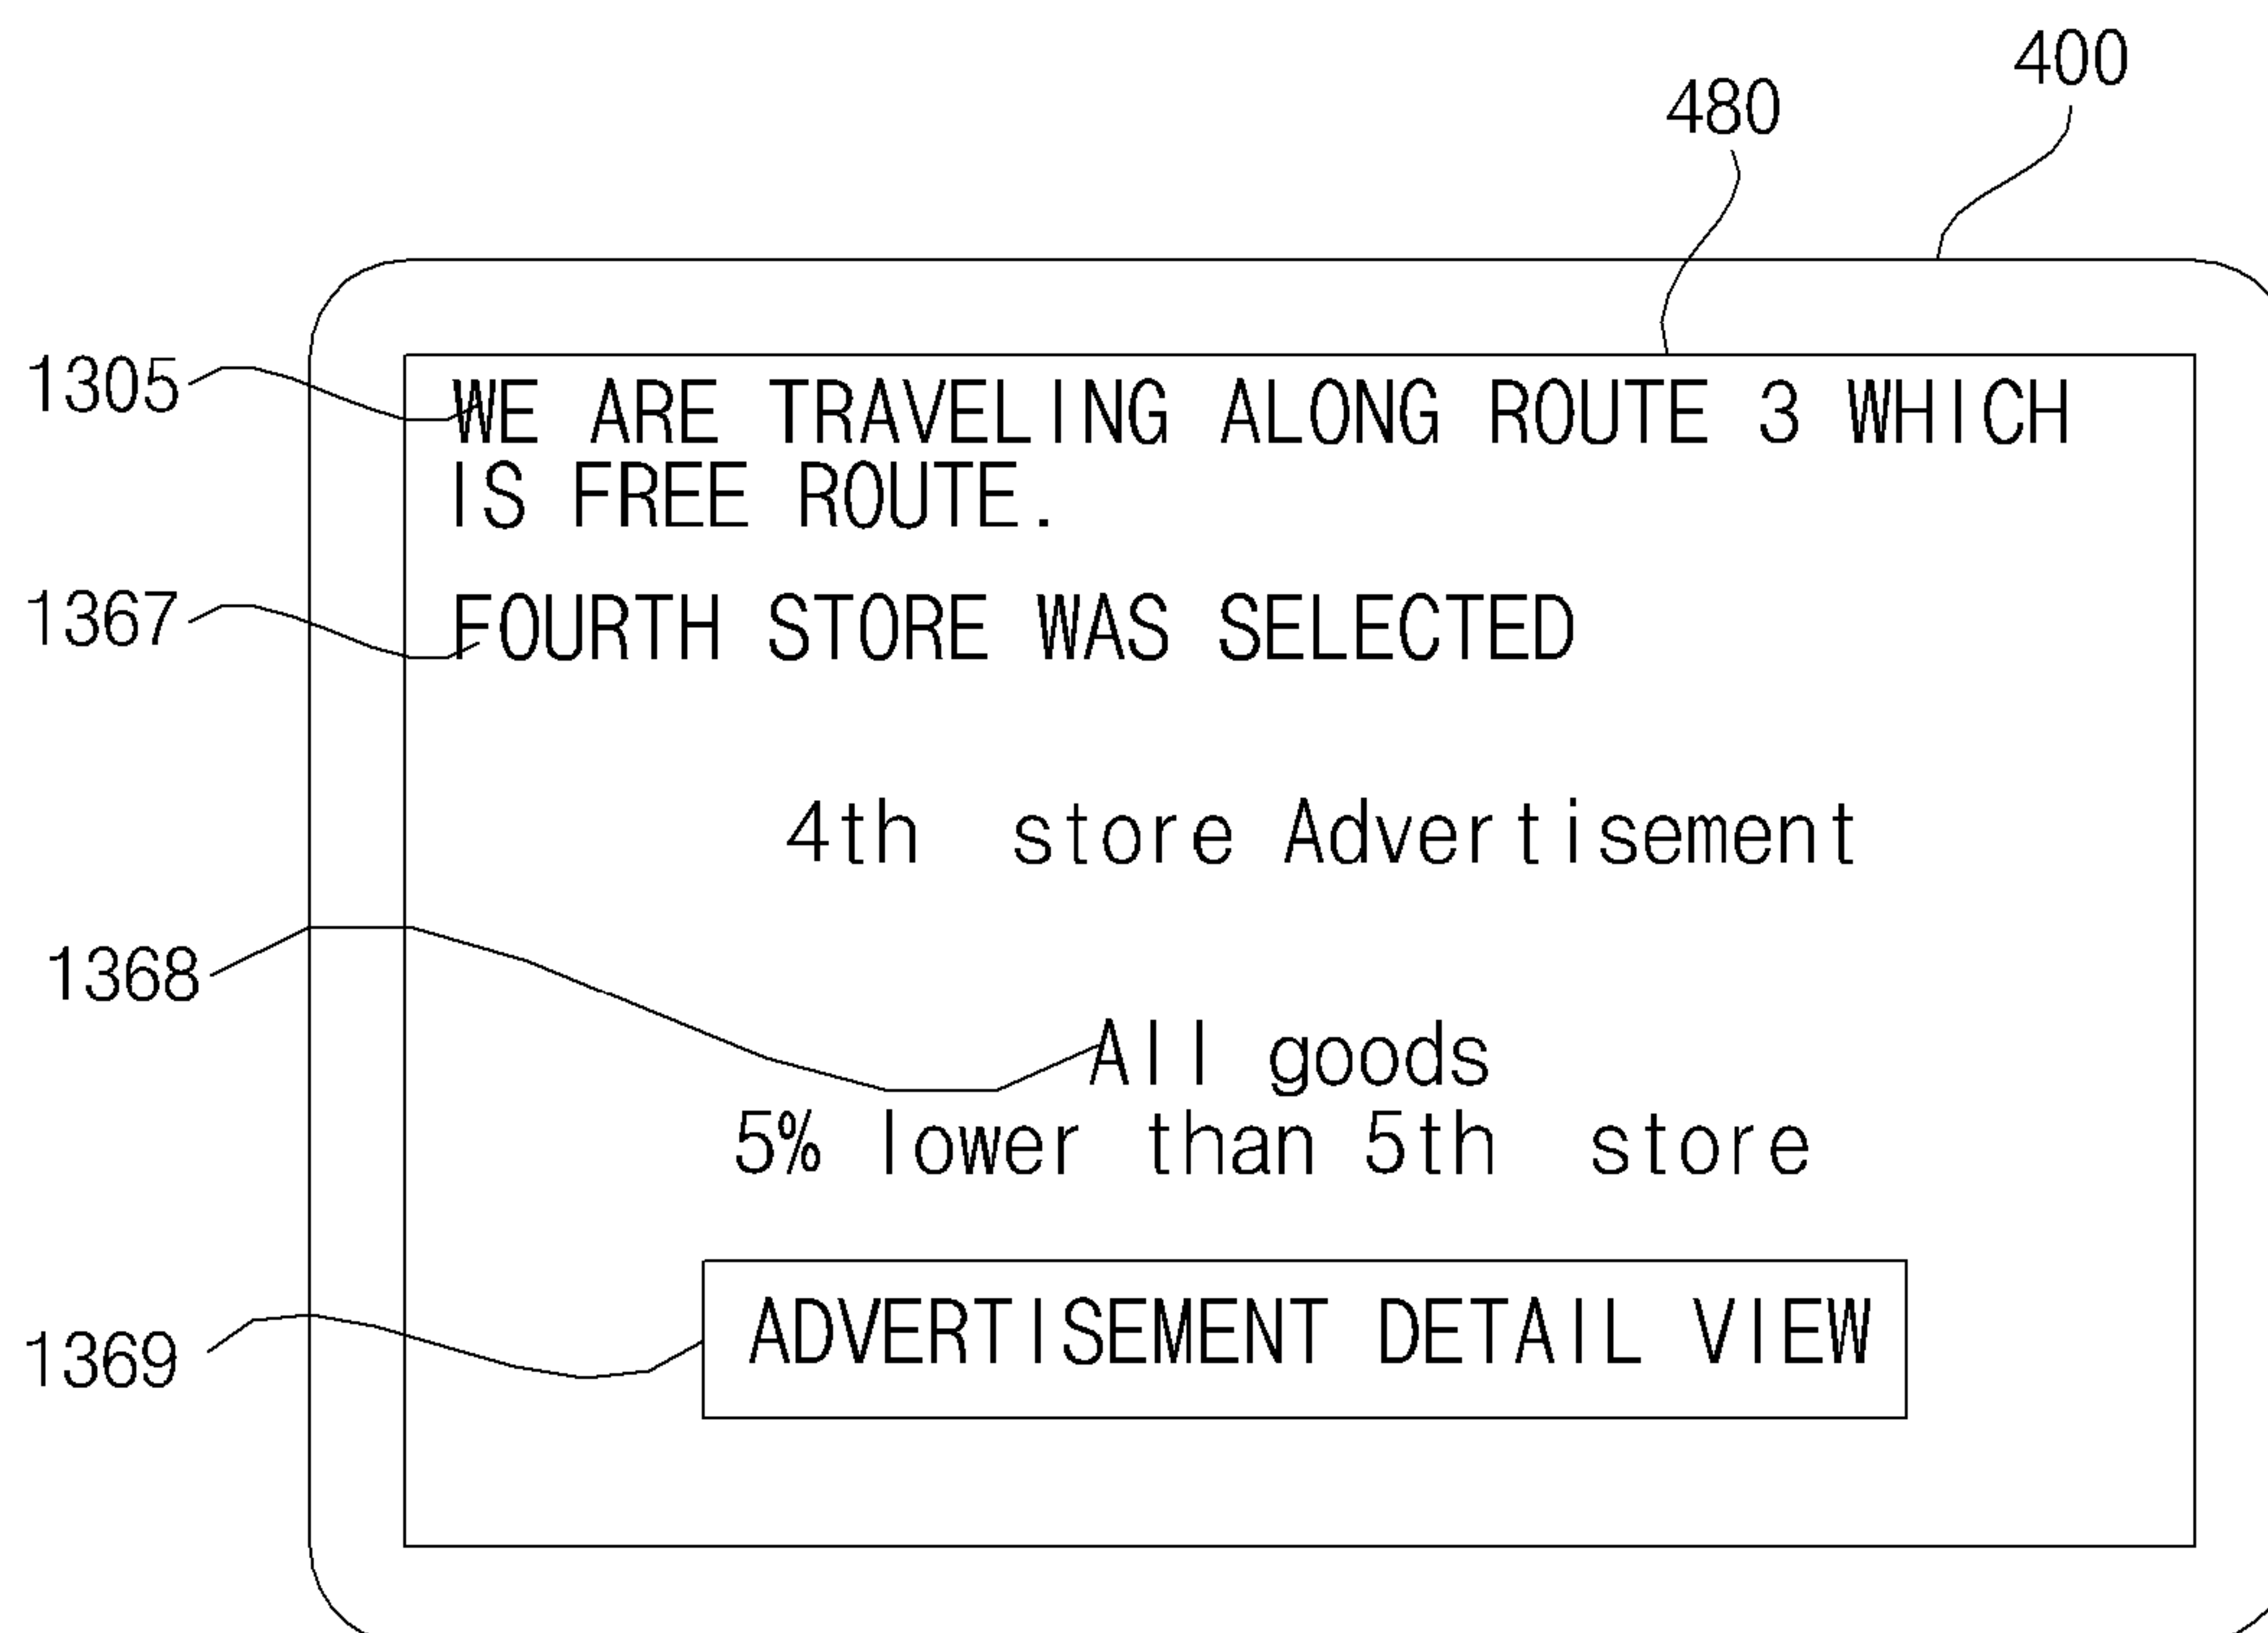 400
480
1305
WE ARE TRAVELING ALONG ROUTE 3 WHICH
IS FREE ROUTE.
1367
FOURTH STORE WAS SELECTED
4th store Advertisement
1368
All goods
5% lower than 5th store
1369
ADVERTISEMENT DETAIL VIEW